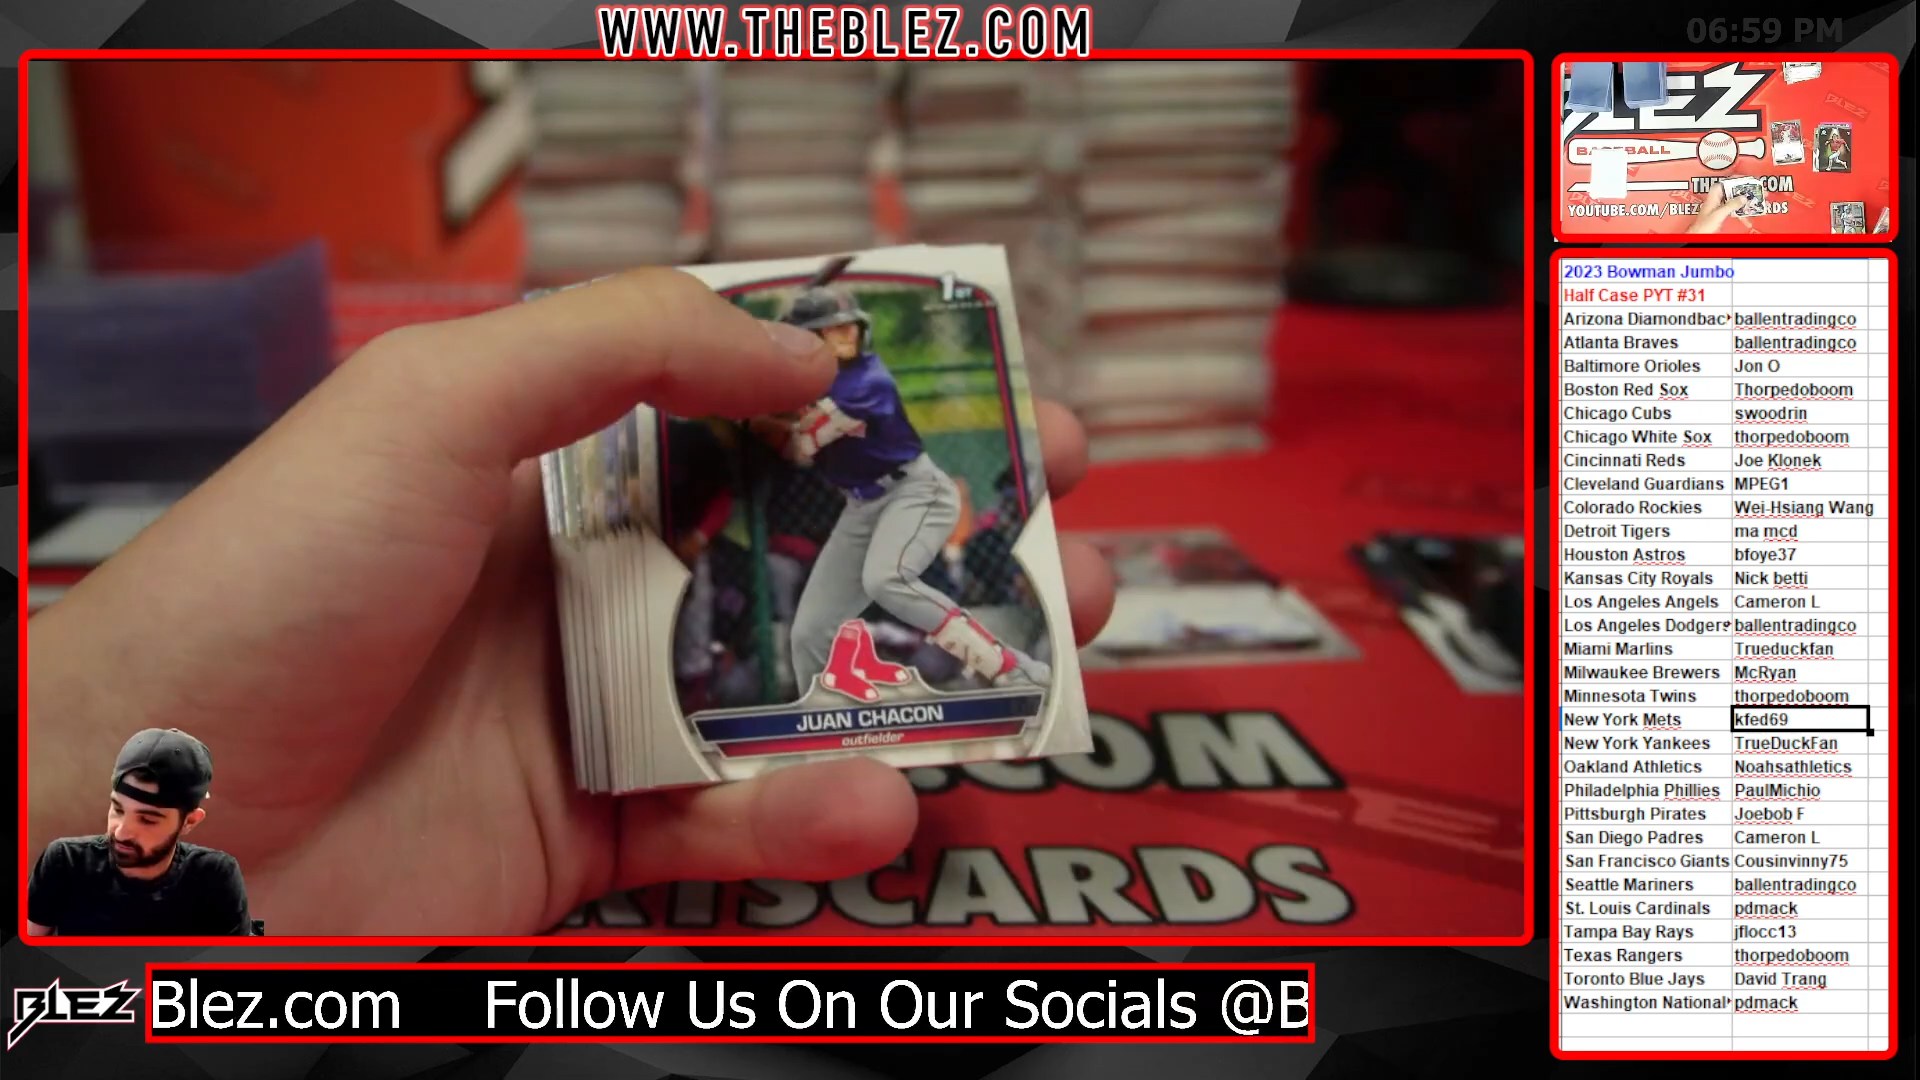 WWW.THEBLEZ.COM
06:59 PM
1ST
JUAN CHACON
outfielder
.COM
RTSCARDS
BLEZ
BASEBALL
YOUTUBE.COM/BLEZ
RDS
2023 Bowman Jumbo
Half Case PYT #31
Arizona Diamondbac ballentradingco
Atlanta Braves ballentradingco
Baltimore Orioles Jon O
Boston Red Sox Thorpedoboom
Chicago Cubs swoodrin
Chicago White Sox thorpedoboom
Cincinnati Reds Joe Klonek
Cleveland Guardians MPEG1
Colorado Rockies Wei-Hsiang Wang
Detroit Tigers ma mcd
Houston Astros bfoye37
Kansas City Royals Nick betti
Los Angeles Angels Cameron L
Los Angeles Dodgers ballentradingco
Miami Marlins Trueduckfan
Milwaukee Brewers McRyan
Minnesota Twins thorpedoboom
New York Mets kfed69
New York Yankees TrueDuckFan
Oakland Athletics Noahsathletics
Philadelphia Phillies PaulMichio
Pittsburgh Pirates Joebob F
San Diego Padres Cameron L
San Francisco Giants Cousinvinny75
Seattle Mariners ballentradingco
St. Louis Cardinals pdmack
Tampa Bay Rays jflocc13
Texas Rangers thorpedoboom
Toronto Blue Jays David Trang
Washington National pdmack
BLEZ
Blez.com Follow Us On Our Socials @B